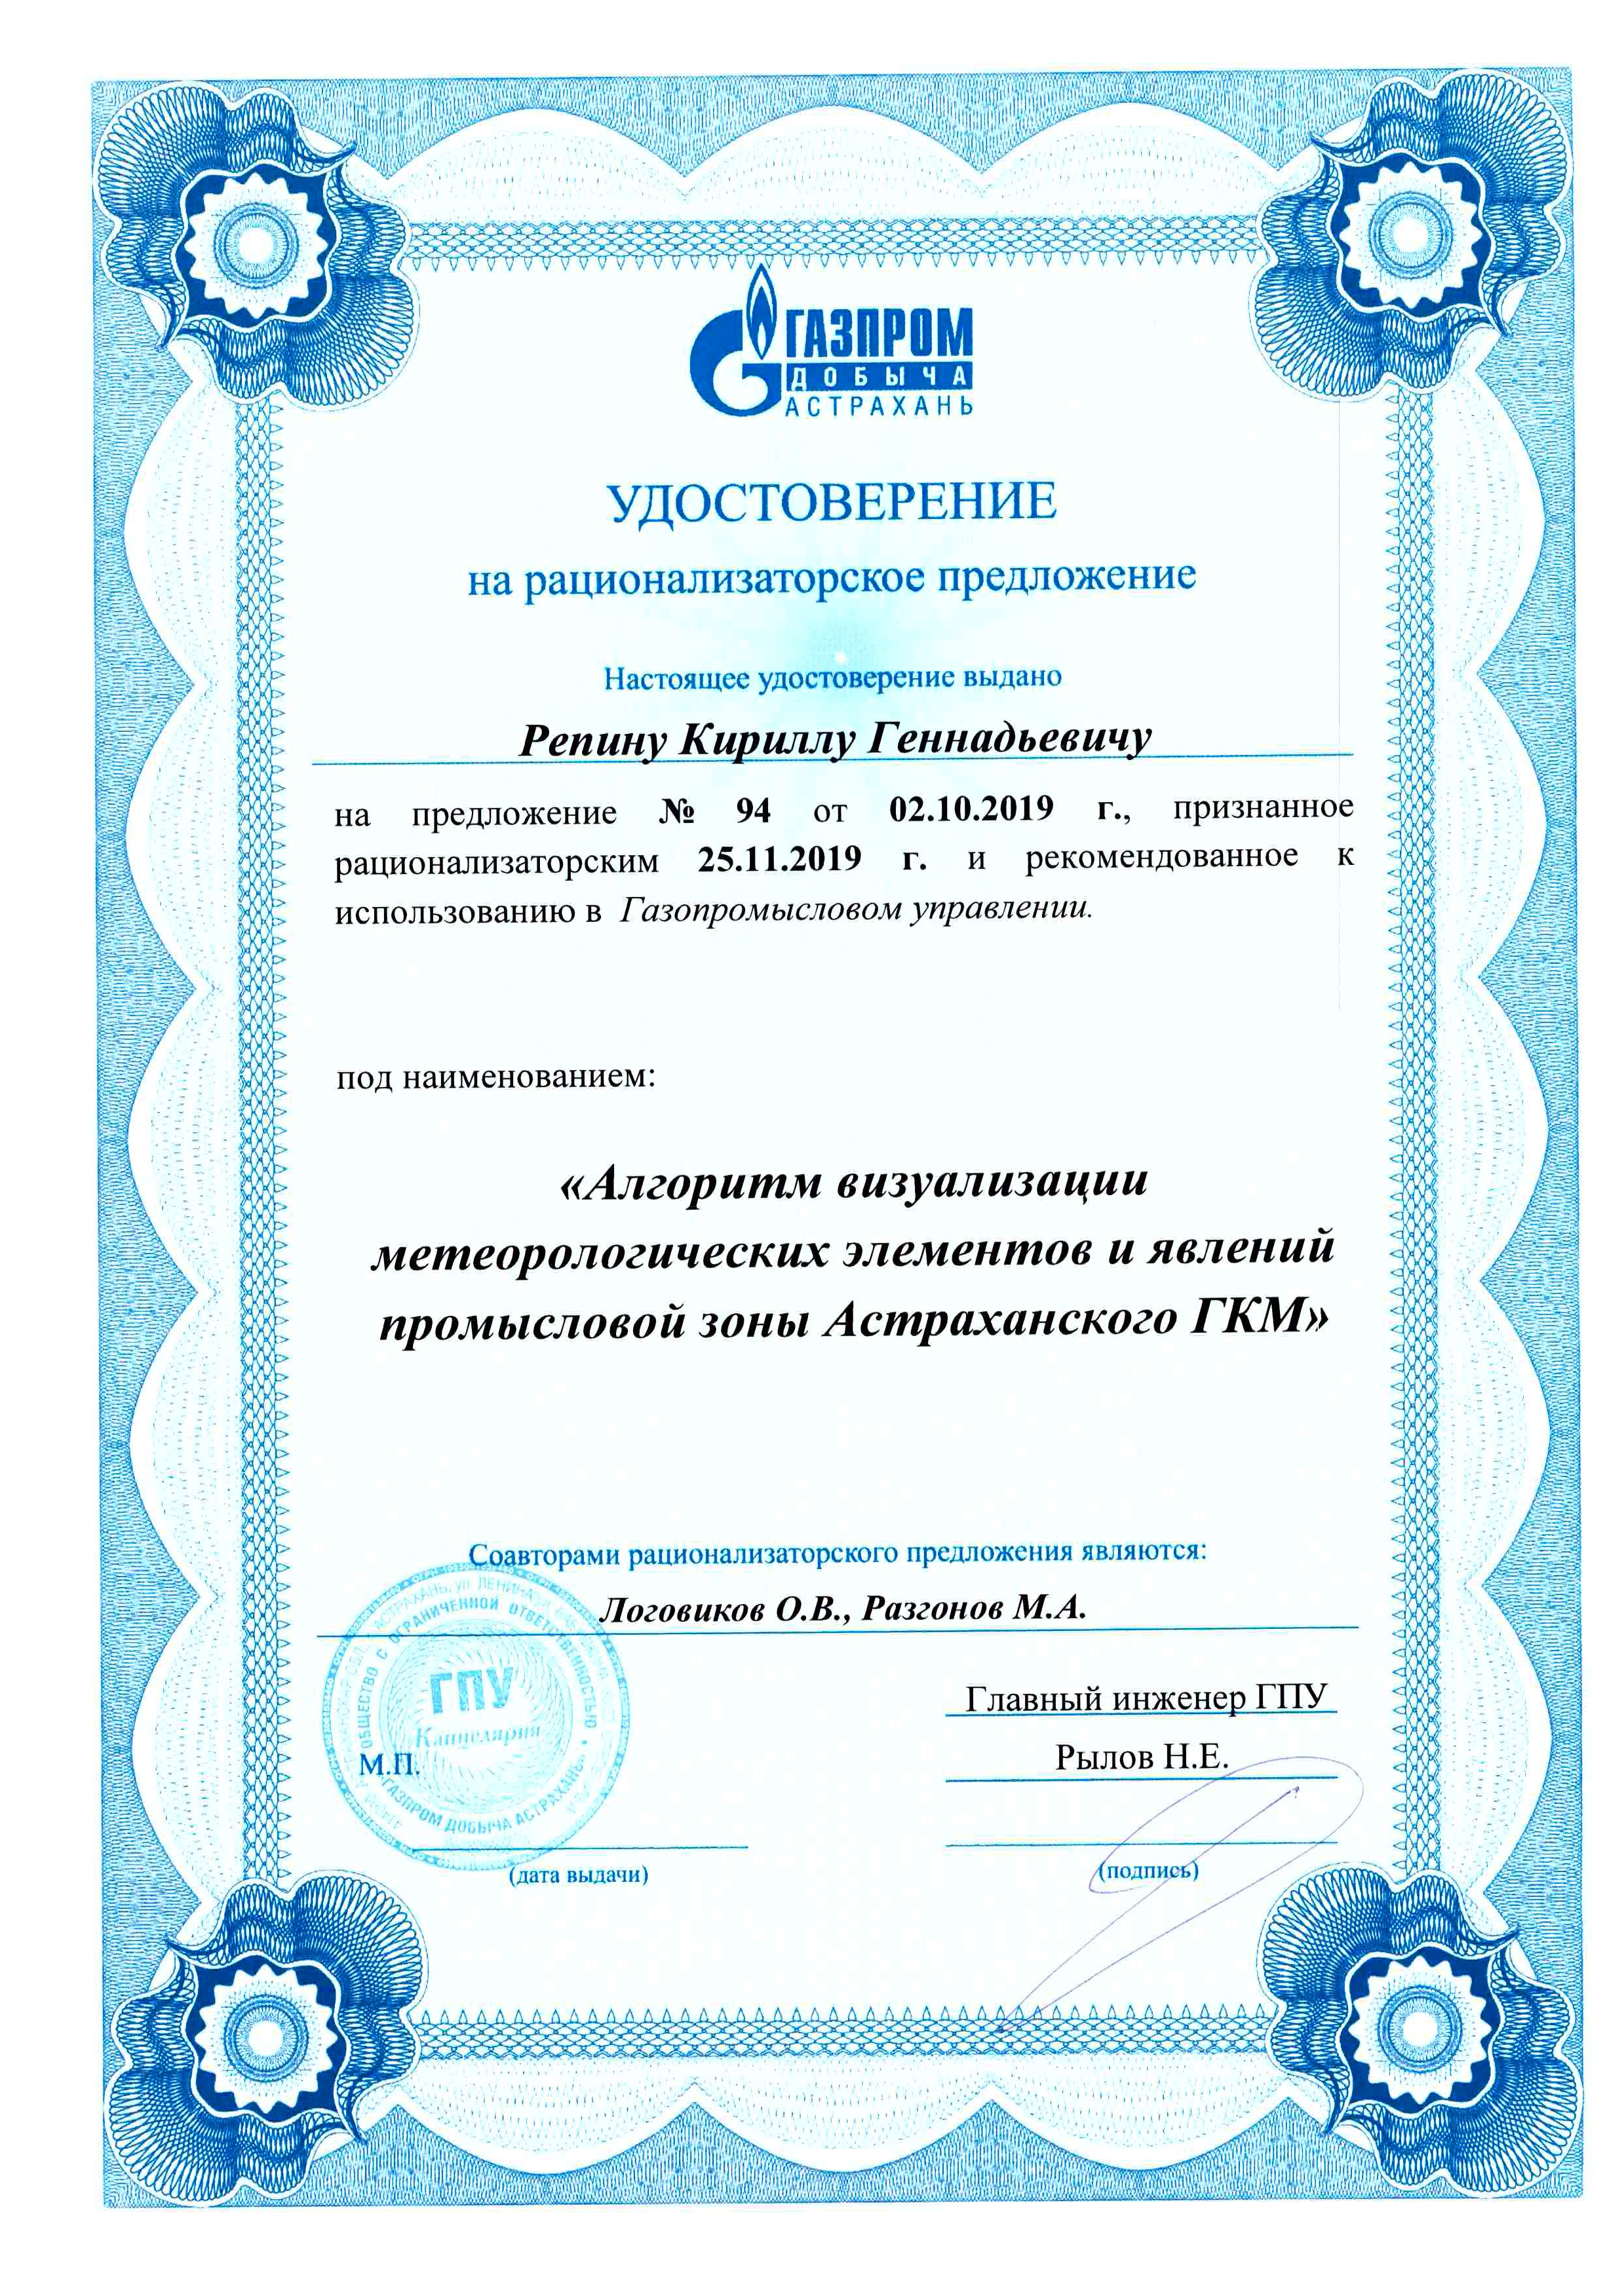 ГАЗПРОМ
ДОБЫЧА
АСТРАХАНЬ
УДОСТОВЕРЕНИЕ
на рационализаторское предложение
Настоящее удостоверение выдано
Репину Кириллу Геннадьевичу
на предложение № 94 от 02.10.2019 г., признанное
рационализаторским 25.11.2019 г. и рекомендованное к
использованию в Газопромысловом управлении.
под наименованием:
«Алгоритм визуализации
метеорологических элементов и явлений
промысловой зоны Астраханского ГКМ»
Соавторами рационализаторского предложения являются:
Логовиков О.В., Разгонов М.А.
ОБЩЕСТВО С ОГРАНИЧЕННОЙ ОТВЕТСТВЕННОСТЬЮ
«ГАЗПРОМ ДОБЫЧА АСТРАХАНЬ»
ГПУ
Канцелярия
Главный инженер ГПУ
Рылов Н.Е.
М.П.
(дата выдачи)
(подпись)